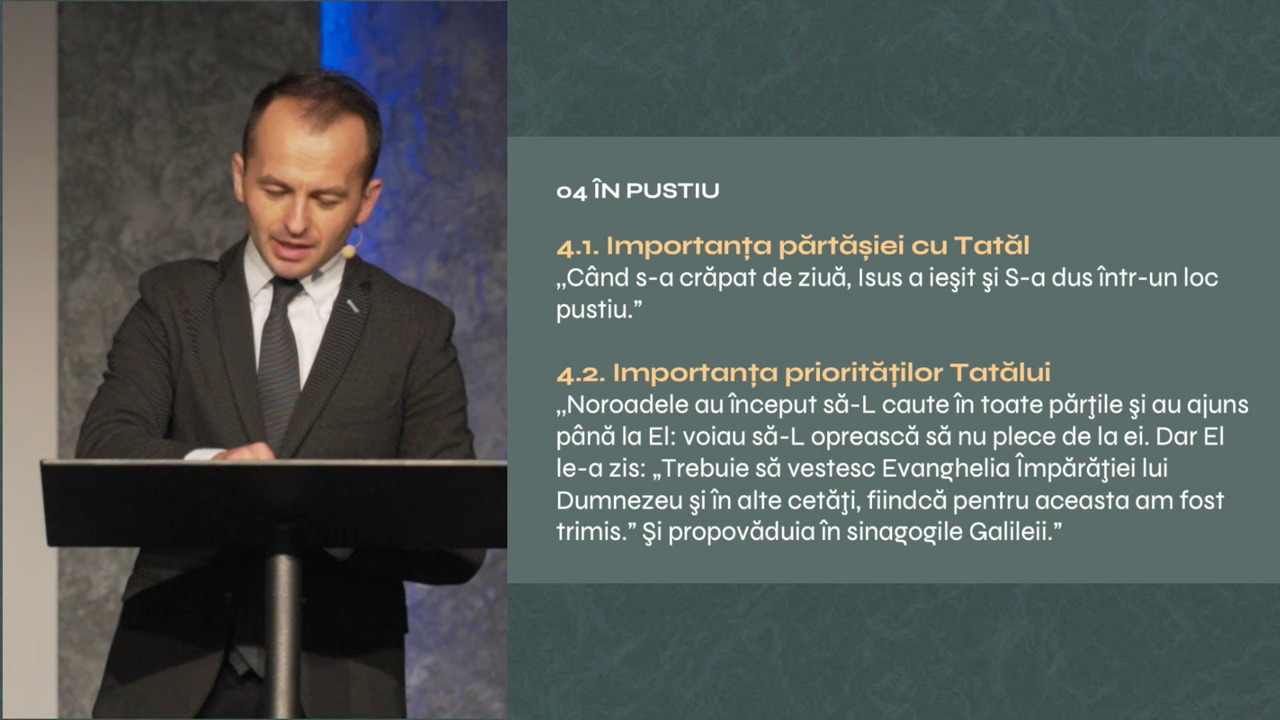 04 ÎN PUSTIU
4.1. Importanța părtășiei cu Tatăl
„Când s-a crăpat de ziuă, Isus a ieşit şi S-a dus într-un loc
pustiu.”
4.2. Importanța priorităților Tatălui
„Noroadele au început să-L caute în toate părţile şi au ajuns
până la El: voiau să-L oprească să nu plece de la ei. Dar El
le-a zis: „Trebuie să vestesc Evanghelia Împărăţiei lui
Dumnezeu şi în alte cetăţi, fiindcă pentru aceasta am fost
trimis.” Şi propovăduia în sinagogile Galileii.”